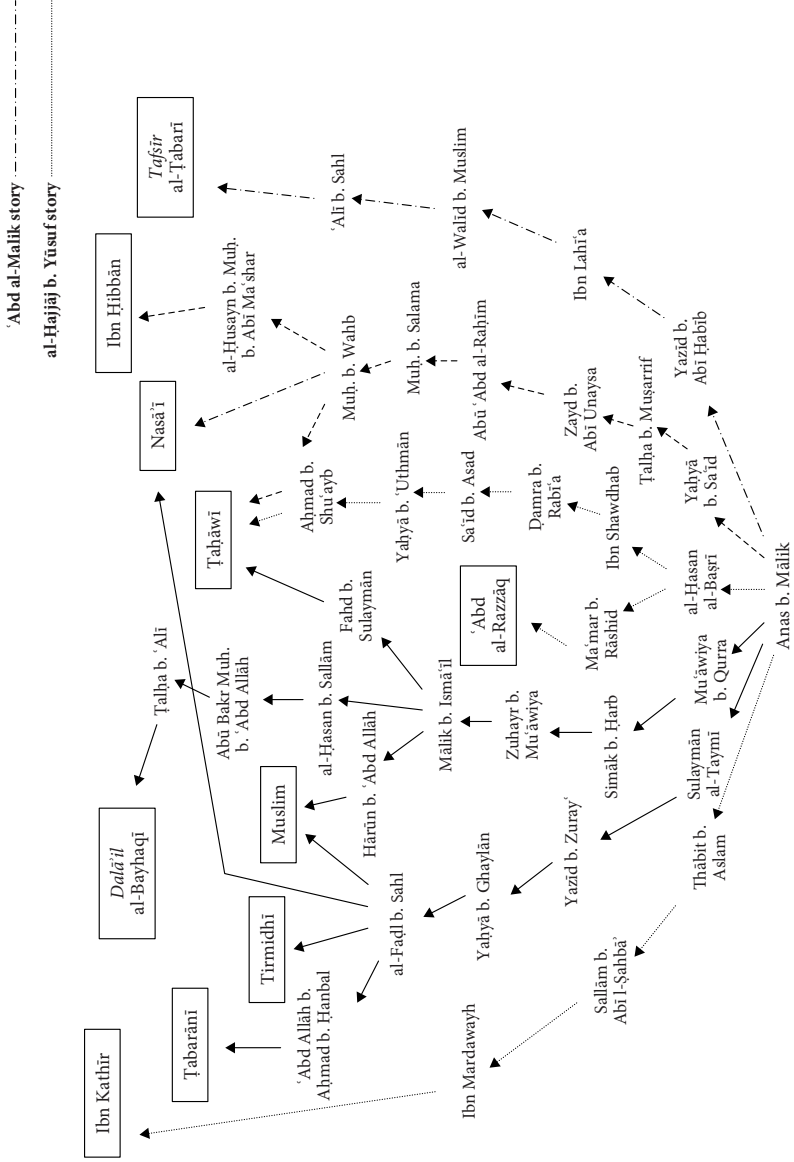 ʿAbd al-Malik story
al-Ḥajjāj b. Yūsuf story
Ibn Kathīr
Ṭabarānī
Tirmidhī
Dalāʾil
al-Bayhaqī
Muslim
Ṭaḥāwī
Nasāʾī
Ibn Ḥibbān
Tafsīr
al-Ṭabarī
Ṭalḥa b. ʿAlī
Abū Bakr Muh.
b. ʿAbd Allāh
ʿAbd Allāh b.
Aḥmad b. Ḥanbal
al-Faḍl b. Sahl
Hārūn b. ʿAbd Allāh
al-Ḥasan b. Sallām
Fahd b.
Sulaymān
Aḥmad b.
Shuʿayb
al-Ḥusayn b. Muḥ.
b. Abī Maʿshar
Muḥ. b. Wahb
ʿAlī b. Sahl
Ibn Mardawayh
Yaḥyā b. Ghaylān
Mālik b. Ismāʿīl
Yaḥyā b. ʿUthmān
Muḥ. b. Salama
al-Walīd b. Muslim
Yazīd b. Zurayʿ
Zuhayr b.
Muʿāwiya
ʿAbd
al-Razzāq
Saʿīd b. Asad
Abū ʿAbd al-Raḥīm
Ibn Lahīʿa
Sallām b.
Abī l-Ṣahbāʾ
Simāk b. Ḥarb
Maʿmar b.
Rāshid
Ibn Shawdhab
Ḍamra b.
Rabīʿa
Zayd b.
Abī Unaysa
Ṭalḥa b. Muṣarrif
Yazīd b.
Abī Ḥabīb
Thābit b.
Aslam
Sulaymān
al-Taymī
Muʿāwiya
b. Qurra
al-Ḥasan
al-Baṣrī
Yaḥyā
b. Saʿīd
Anas b. Mālik